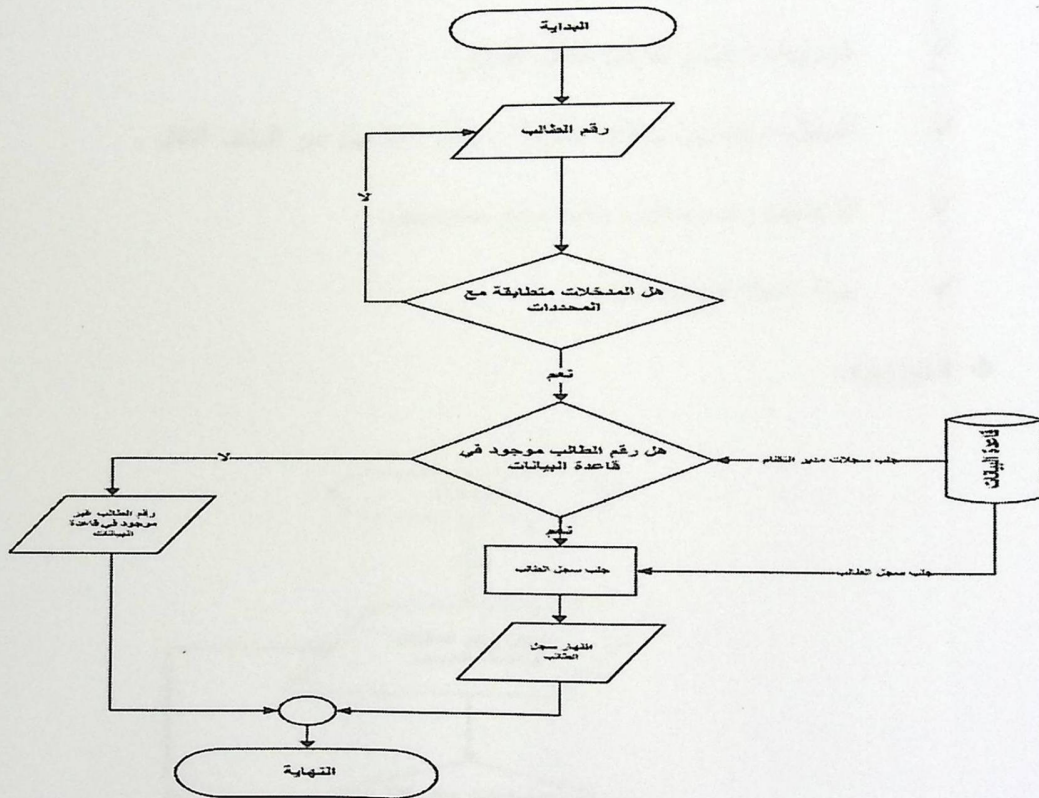 البداية
رقم الطالب
لا
هل المدخلات متطابقة مع
المحددات
نعم
هل رقم الطالب موجود في
قاعدة البيانات
جلب سجلات مدير النظام
قاعدة البيانات
لا
رقم الطالب غير
موجود في قاعدة
البيانات
نعم
جلب سجل الطالب
جلب سجل الطالب
اظهار سجل
الطالب
النهاية